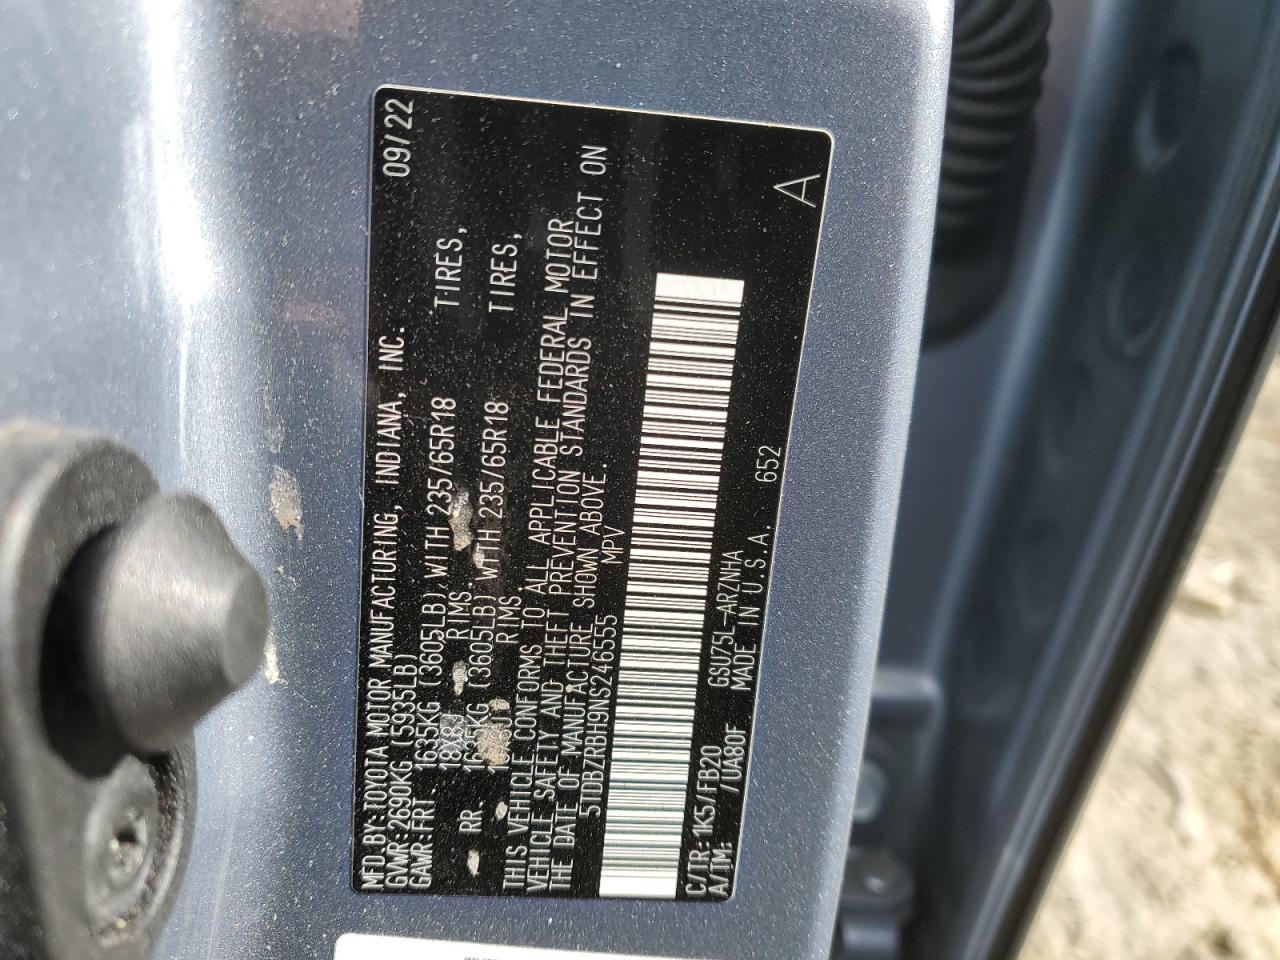 MFD BY:TOYOTA MOTOR MANUFACTURING, INDIANA, INC. 09/22
GVWR:2690KG (5935LB)
GAWR:FRT 1635KG (3605LB) WITH 235/65R18 TIRES,
RIMS
RR. 1635KG (3605LB) WITH 235/65R18 TIRES,
RIMS
THIS VEHICLE CONFORMS TO ALL APPLICABLE FEDERAL MOTOR
VEHICLE SAFETY AND THEFT PREVENTION STANDARDS IN EFFECT ON
THE DATE OF MANUFACTURE SHOWN ABOVE.
5TDBZRBH9NS246555 MPV
C/TR:1K5/FB20 GSU75L-ARZNHA 652
A/TM: /UA80F MADE IN U.S.A. A